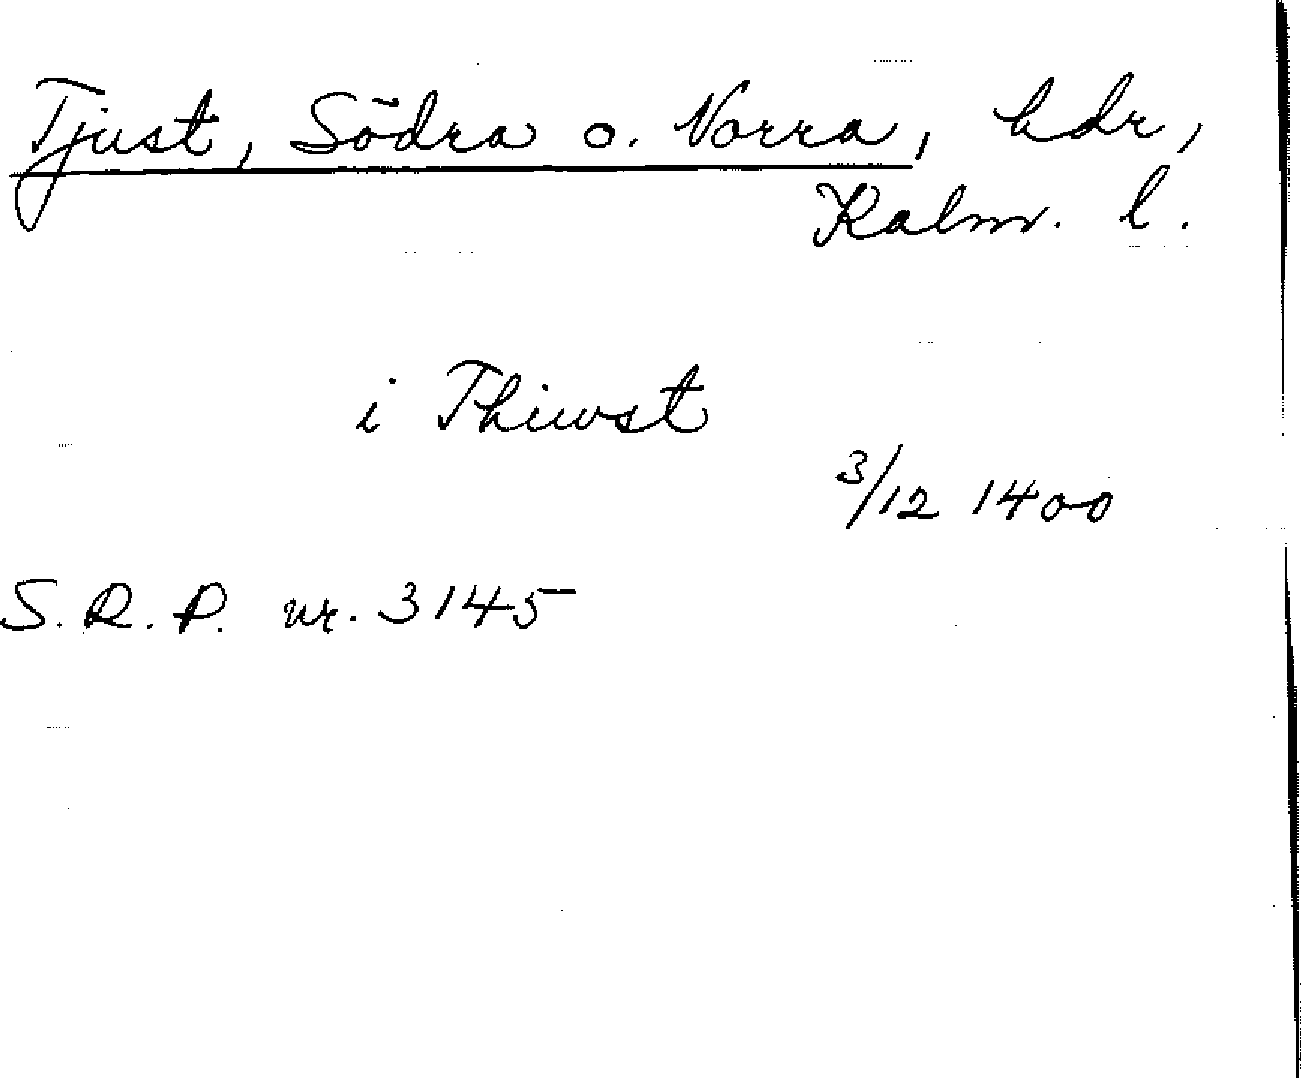 Tjust, Södra o. Norra, hdr,
Kalm. l.
i Thiwst
3/12 1400
S.R.P. nr. 3145